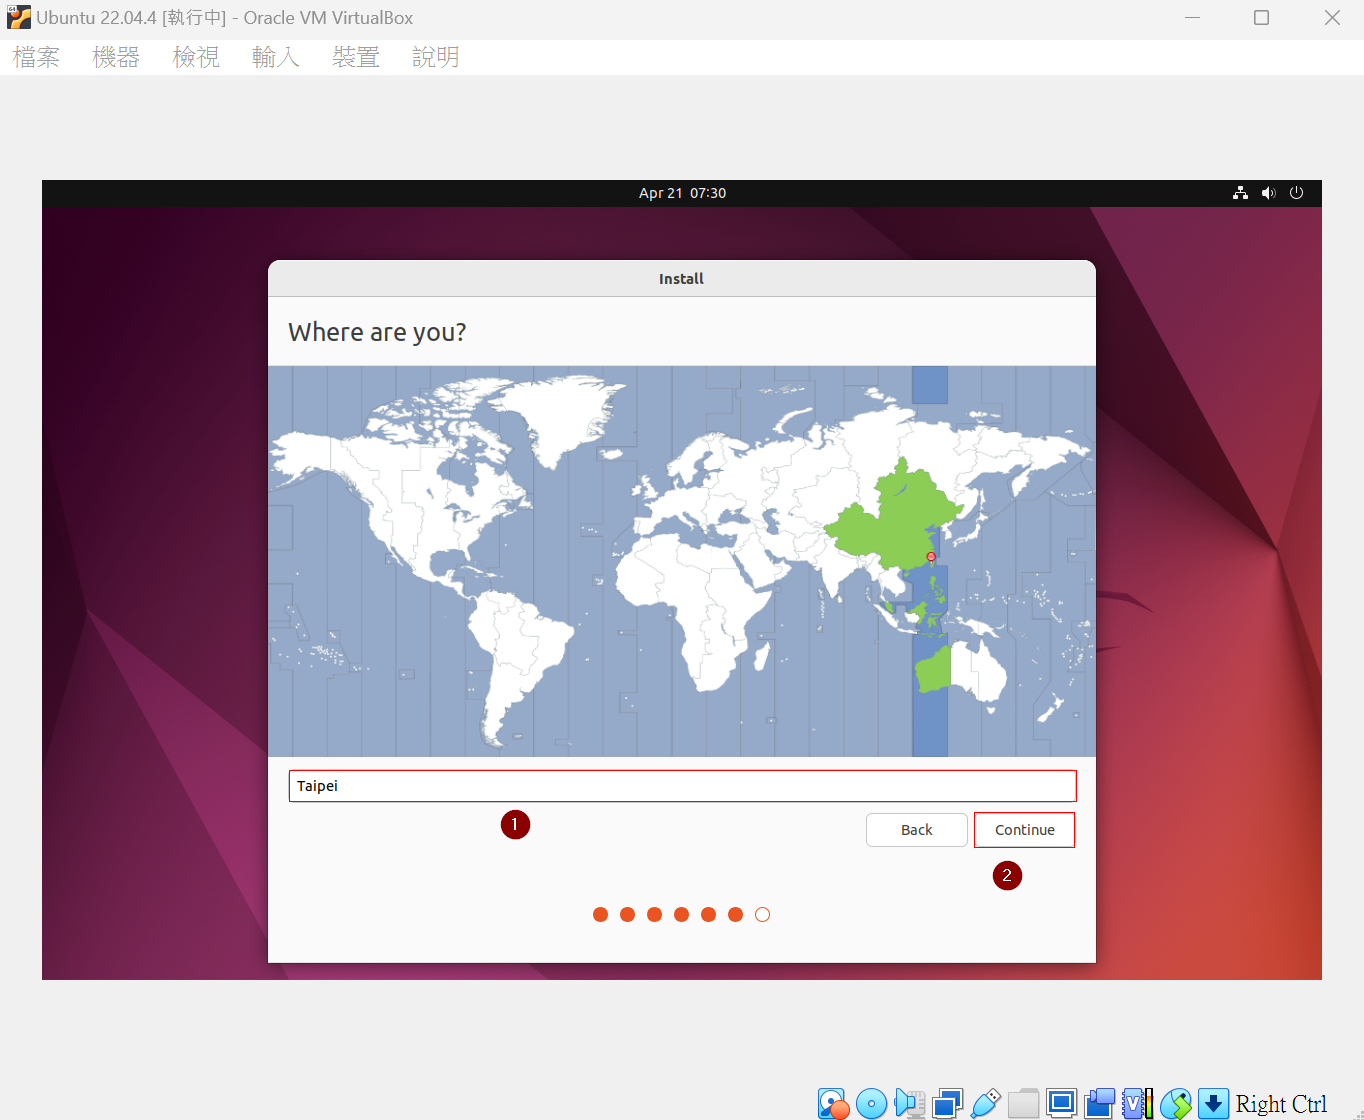 Ubuntu 22.04.4 [執行中] - Oracle VM VirtualBox
檔案 機器 檢視 輸入 裝置 說明
Apr 21 07:30
Install
Where are you?
Taipei
1
Back Continue
2
Right Ctrl